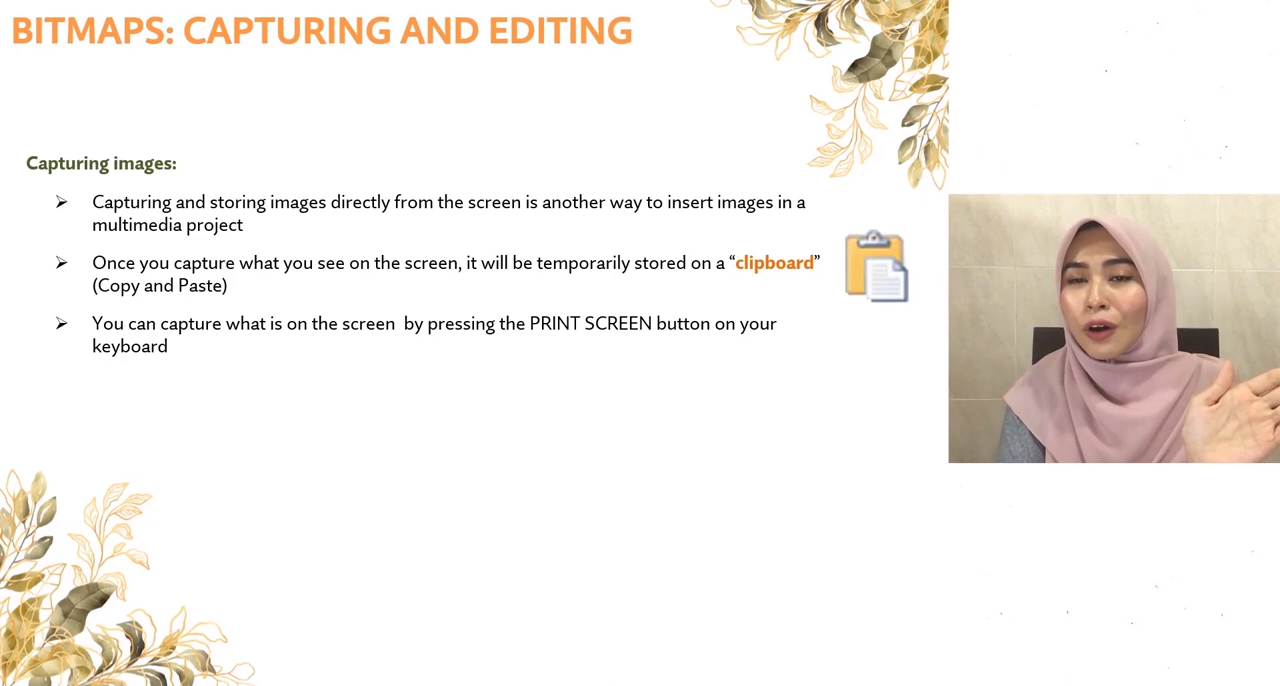 BITMAPS: CAPTURING AND EDITING
Capturing images:
➢ Capturing and storing images directly from the screen is another way to insert images in a
multimedia project
➢ Once you capture what you see on the screen, it will be temporarily stored on a “clipboard”
(Copy and Paste)
➢ You can capture what is on the screen  by pressing the PRINT SCREEN button on your
keyboard